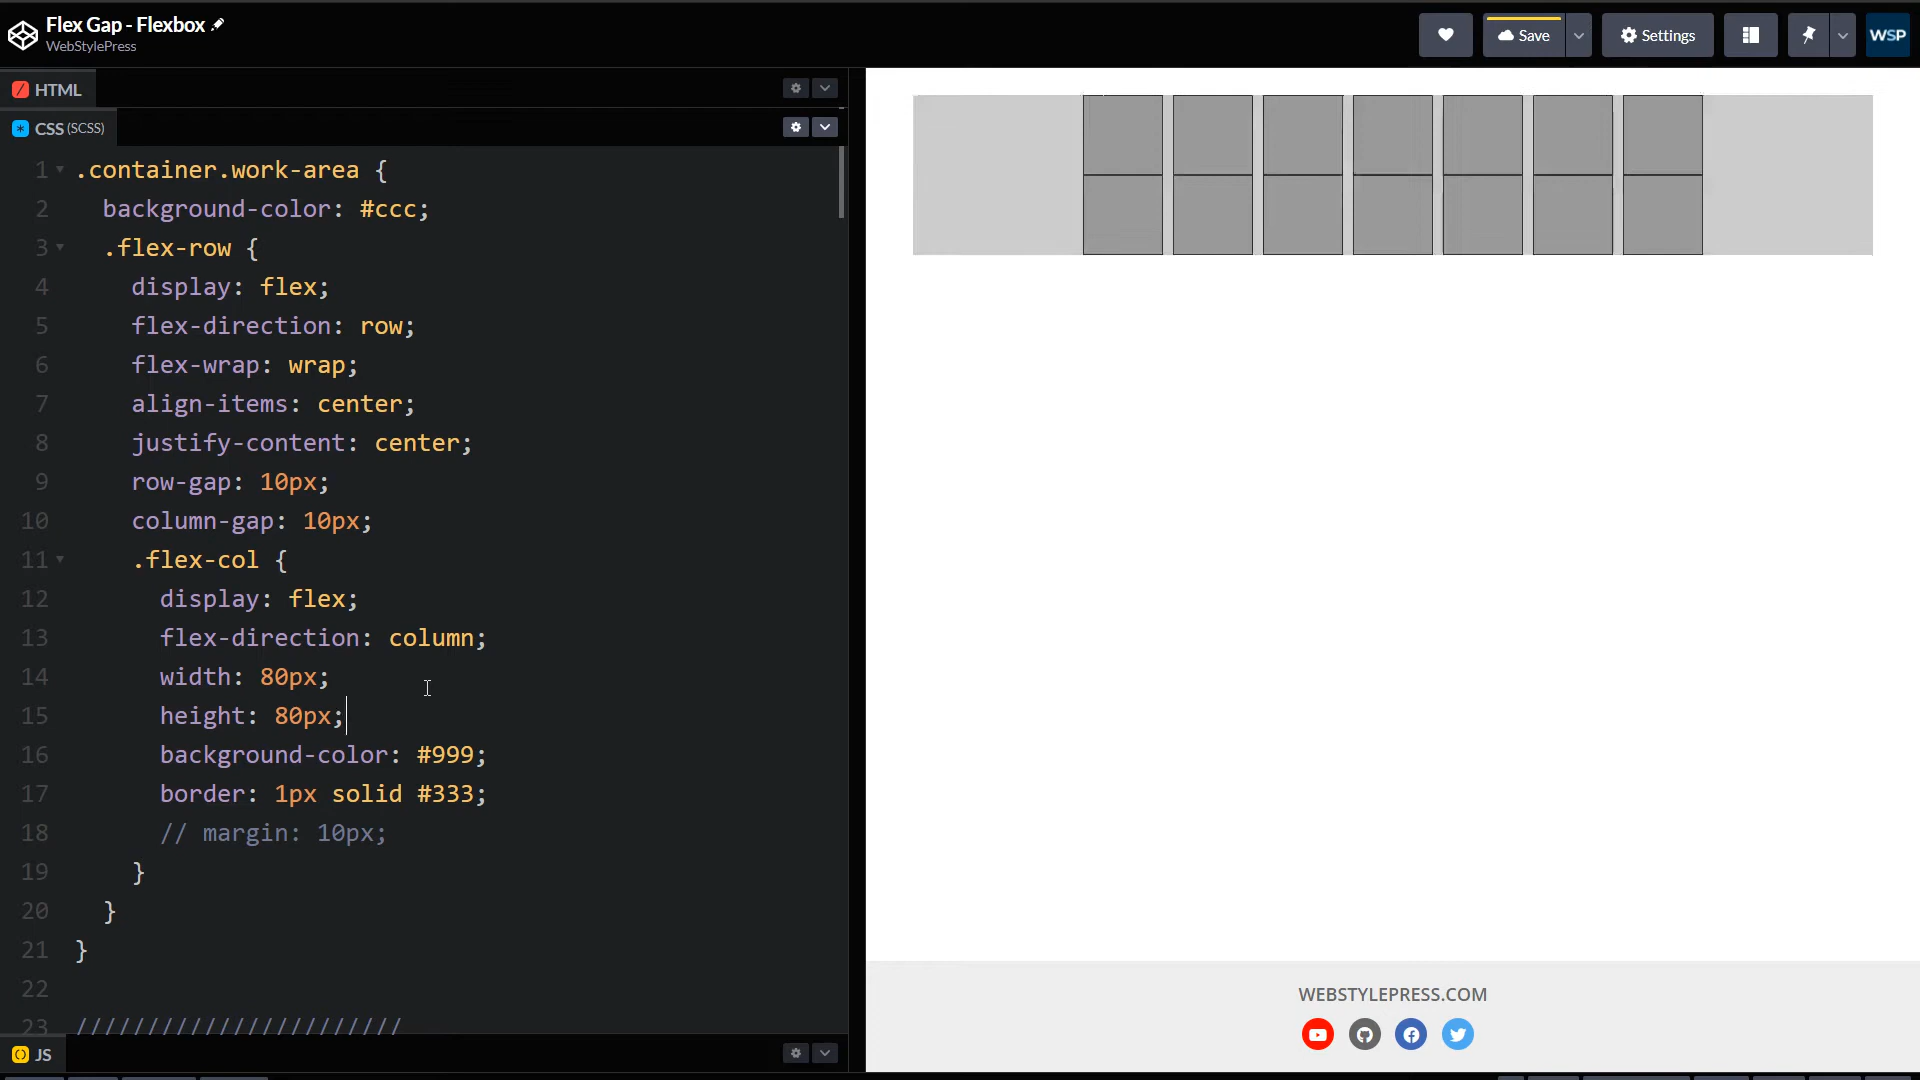 Flex Gap - Flexbox
WebStylePress
Save
Settings
WSP
HTML
CSS (SCSS)
1 .container.work-area {
2 background-color: #ccc;
3 .flex-row {
4 display: flex;
5 flex-direction: row;
6 flex-wrap: wrap;
7 align-items: center;
8 justify-content: center;
9 row-gap: 10px;
10 column-gap: 10px;
11 .flex-col {
12 display: flex;
13 flex-direction: column;
14 width: 80px;
15 height: 80px;
16 background-color: #999;
17 border: 1px solid #333;
18 // margin: 10px;
19 }
20 }
21 }
22
23 ///////////////////////
JS
WEBSTYLEPRESS.COM